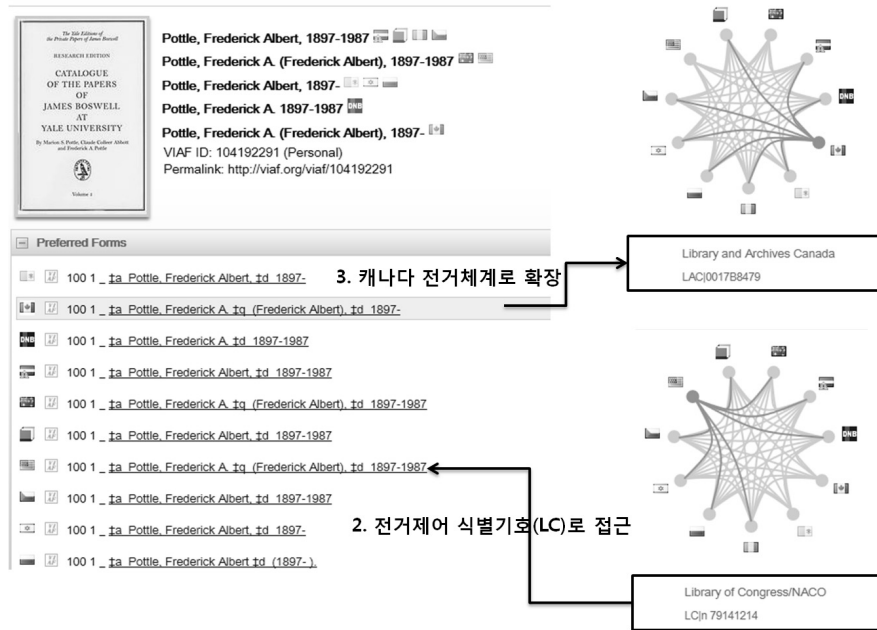 The Yale Editions of
the Private Papers of James Boswell
RESEARCH EDITION
CATALOGUE
OF THE PAPERS
OF
JAMES BOSWELL
AT
YALE UNIVERSITY
By Marion S. Pottle, Claude Colleer Abbott
and Frederick A. Pottle
Volume 1
Pottle, Frederick Albert, 1897-1987
Pottle, Frederick A. (Frederick Albert), 1897-1987
Pottle, Frederick Albert, 1897-
Pottle, Frederick A. 1897-1987
DNB
Pottle, Frederick A. (Frederick Albert), 1897-
VIAF ID: 104192291 (Personal)
Permalink: http://viaf.org/viaf/104192291
Preferred Forms
100 1 _ ‡a Pottle, Frederick Albert, ‡d 1897-
100 1 _ ‡a Pottle, Frederick A. ‡q (Frederick Albert), ‡d 1897-
DNB 100 1 _ ‡a Pottle, Frederick A. ‡d 1897-1987
100 1 _ ‡a Pottle, Frederick Albert, ‡d 1897-1987
100 1 _ ‡a Pottle, Frederick A. ‡q (Frederick Albert), ‡d 1897-1987
100 1 _ ‡a Pottle, Frederick Albert, ‡d 1897-1987
100 1 _ ‡a Pottle, Frederick A. ‡q (Frederick Albert), ‡d 1897-1987
100 1 _ ‡a Pottle, Frederick Albert, ‡d 1897-1987
100 1 _ ‡a Pottle, Frederick Albert, ‡d 1897-
100 1 _ ‡a Pottle, Frederick Albert ‡d (1897- ).
3. 캐나다 전거체계로 확장
2. 전거제어 식별기호(LC)로 접근
DNB
Library and Archives Canada
LAC|0017B8479
DNB
Library of Congress/NACO
LC|n 79141214